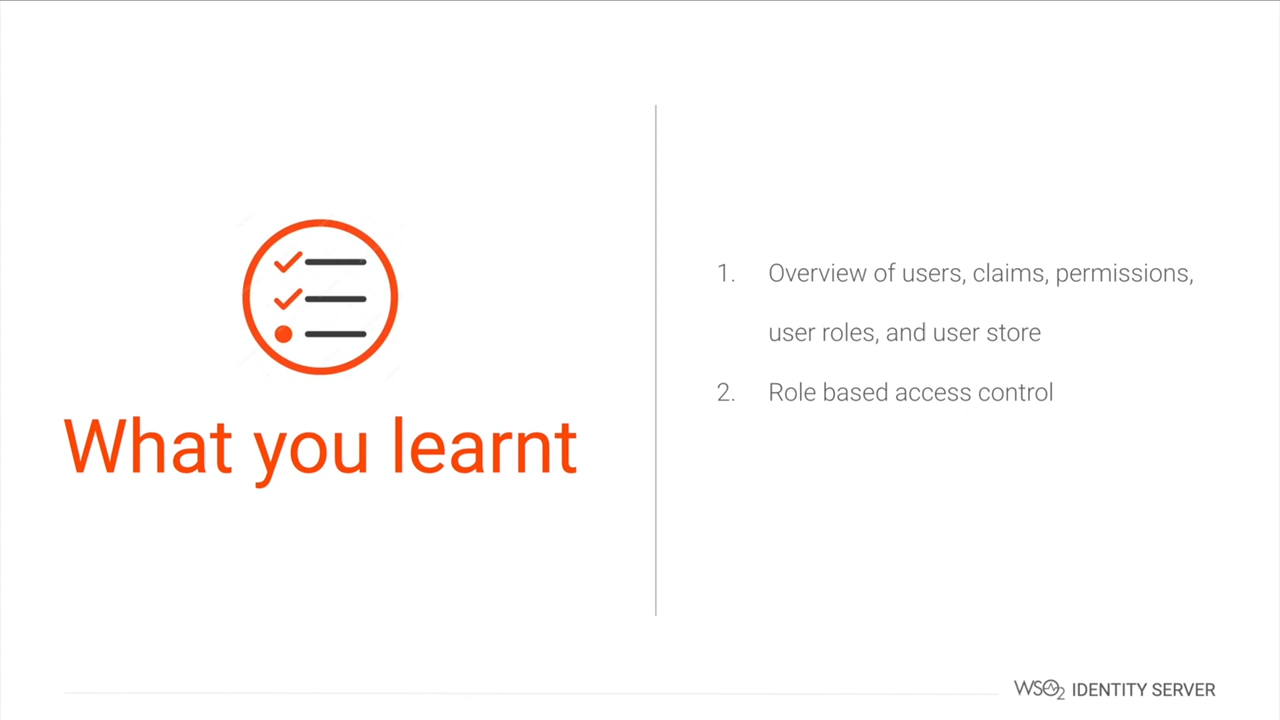 What you learnt
1. Overview of users, claims, permissions,
user roles, and user store
2. Role based access control
WSO2 IDENTITY SERVER